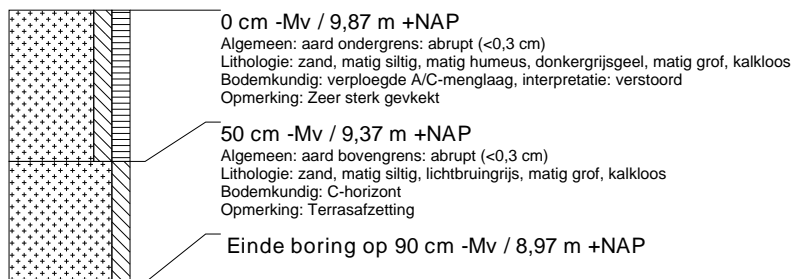 0 cm -Mv / 9,87 m +NAP
Algemeen: aard ondergrens: abrupt (<0,3 cm)
Lithologie: zand, matig siltig, matig humeus, donkergrijsgeel, matig grof, kalkloos
Bodemkundig: verploegde A/C-menglaag, interpretatie: verstoord
Opmerking: Zeer sterk gevkekt
50 cm -Mv / 9,37 m +NAP
Algemeen: aard bovengrens: abrupt (<0,3 cm)
Lithologie: zand, matig siltig, lichtbruingrijs, matig grof, kalkloos
Bodemkundig: C-horizont
Opmerking: Terrasafzetting
Einde boring op 90 cm -Mv / 8,97 m +NAP